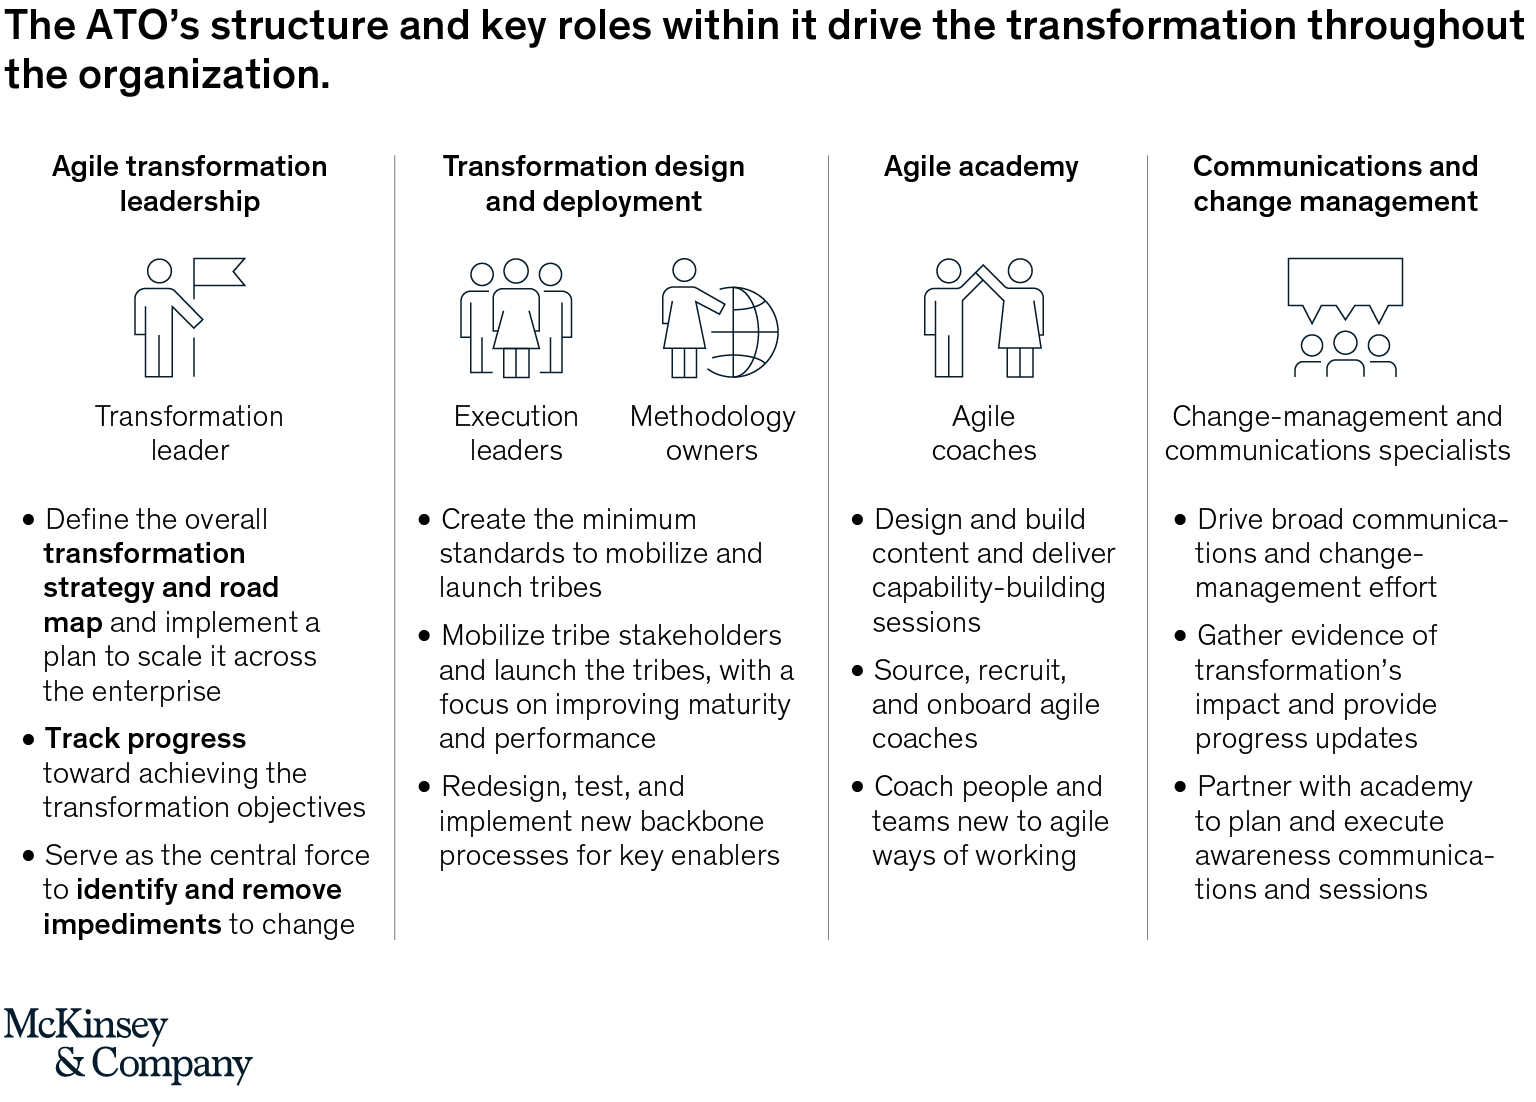 The ATO’s structure and key roles within it drive the transformation throughout
the organization.
Agile transformation
leadership
Transformation
leader
• Define the overall
transformation
strategy and road
map and implement a
plan to scale it across
the enterprise
• Track progress
toward achieving the
transformation objectives
• Serve as the central force
to identify and remove
impediments to change
Transformation design
and deployment
Execution
leaders
Methodology
owners
• Create the minimum
standards to mobilize and
launch tribes
• Mobilize tribe stakeholders
and launch the tribes, with a
focus on improving maturity
and performance
• Redesign, test, and
implement new backbone
processes for key enablers
Agile academy
Agile
coaches
• Design and build
content and deliver
capability-building
sessions
• Source, recruit,
and onboard agile
coaches
• Coach people and
teams new to agile
ways of working
Communications and
change management
Change-management and
communications specialists
• Drive broad communica-
tions and change-
management effort
• Gather evidence of
transformation’s
impact and provide
progress updates
• Partner with academy
to plan and execute
awareness communica-
tions and sessions
McKinsey
& Company